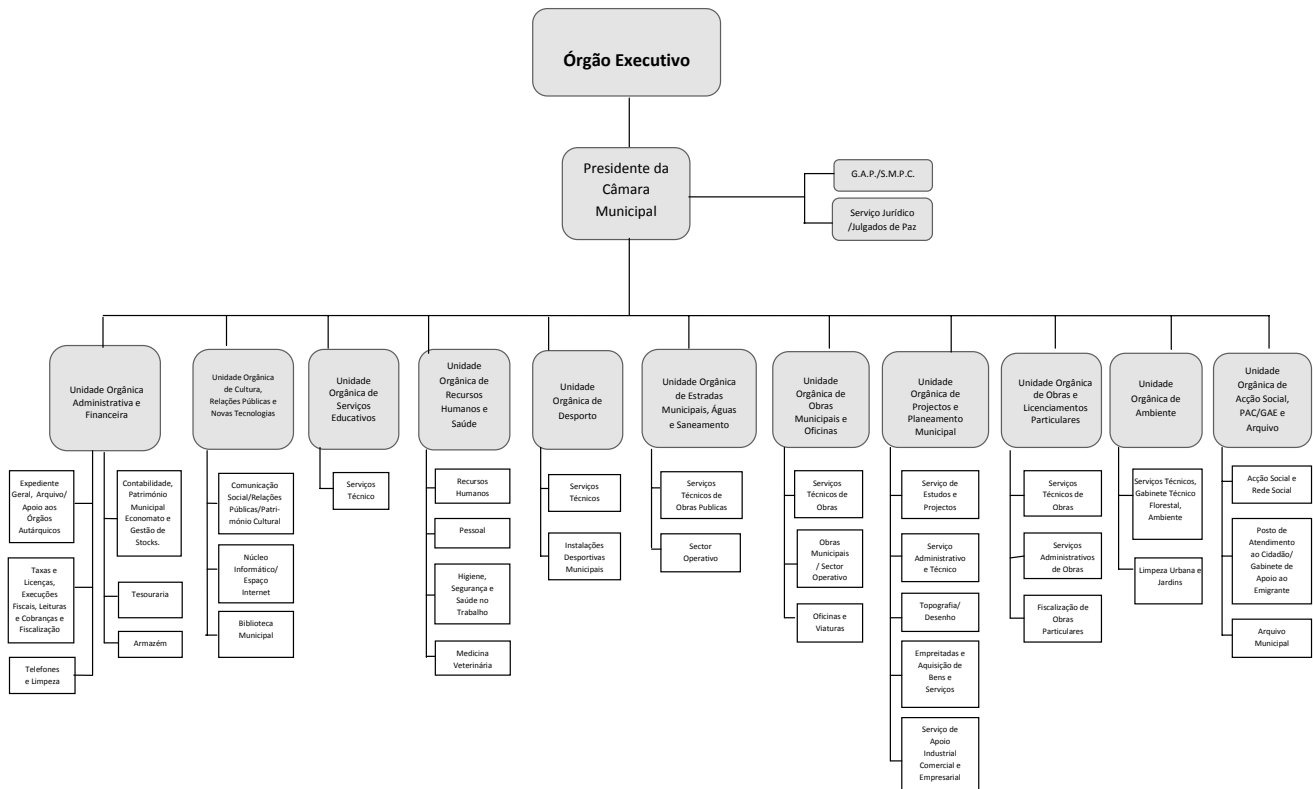 Órgão Executivo
Presidente da
Câmara
Municipal
G.A.P./S.M.P.C.
Serviço Jurídico
/Julgados de Paz
Unidade Orgânica
Administrativa e
Financeira
Unidade Orgânica
de Cultura,
Relações Públicas e
Novas Tecnologias
Unidade
Orgânica de
Serviços
Educativos
Unidade
Orgânica de
Recursos
Humanos e
Saúde
Unidade
Orgânica de
Desporto
Unidade Orgânica
de Estradas
Municipais, Águas
e Saneamento
Unidade
Orgânica de
Obras
Municipais e
Oficinas
Unidade
Orgânica de
Projectos e
Planeamento
Municipal
Unidade Orgânica
de Obras e
Licenciamentos
Particulares
Unidade
Orgânica de
Ambiente
Unidade
Orgânica de
Acção Social,
PAC/GAE e
Arquivo
Expediente
Geral, Arquivo/
Apoio aos
Órgãos
Autárquicos
Taxas e
Licenças,
Execuções
Fiscais, Leituras
e Cobranças e
Fiscalização
Telefones
e Limpeza
Contabilidade,
Património
Municipal
Economato e
Gestão de
Stocks.
Tesouraria
Armazém
Comunicação
Social/Relações
Públicas/Patri-
mónio Cultural
Núcleo
Informático/
Espaço
Internet
Biblioteca
Municipal
Serviços
Técnico
Recursos
Humanos
Pessoal
Higiene,
Segurança e
Saúde no
Trabalho
Medicina
Veterinária
Serviços
Técnicos
Instalações
Desportivas
Municipais
Serviços
Técnicos de
Obras Publicas
Sector
Operativo
Serviços
Técnicos de
Obras
Obras
Municipais
/ Sector
Operativo
Oficinas e
Viaturas
Serviço de
Estudos e
Projectos
Serviço
Administrativo
e Técnico
Topografia/
Desenho
Empreitadas e
Aquisição de
Bens e
Serviços
Serviço de
Apoio
Industrial
Comercial e
Empresarial
Serviços
Técnicos de
Obras
Serviços
Administrativos
de Obras
Fiscalização de
Obras
Particulares
Serviços Técnicos,
Gabinete Técnico
Florestal,
Ambiente
Limpeza Urbana e
Jardins
Acção Social e
Rede Social
Posto de
Atendimento
ao Cidadão/
Gabinete de
Apoio ao
Emigrante
Arquivo
Municipal